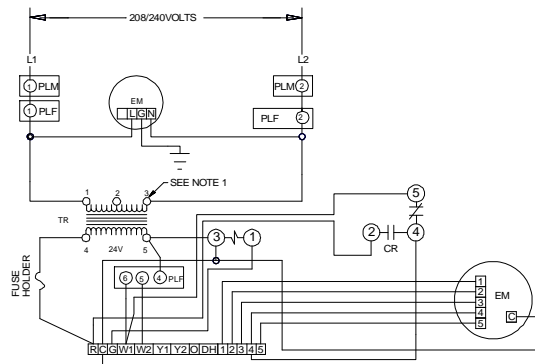 208/240VOLTS
L1
L2
1 PLM
PLM 2
1 PLF
PLF 2
EM
L G N
SEE NOTE 1
1 2 3
TR
4 24V 5
FUSE HOLDER
3 1
5
2 4
CR
6 5 4 PLF
1
2
3
4
5
EM
C
R C G W1 W2 Y1 Y2 O DH 1 2 3 4 5